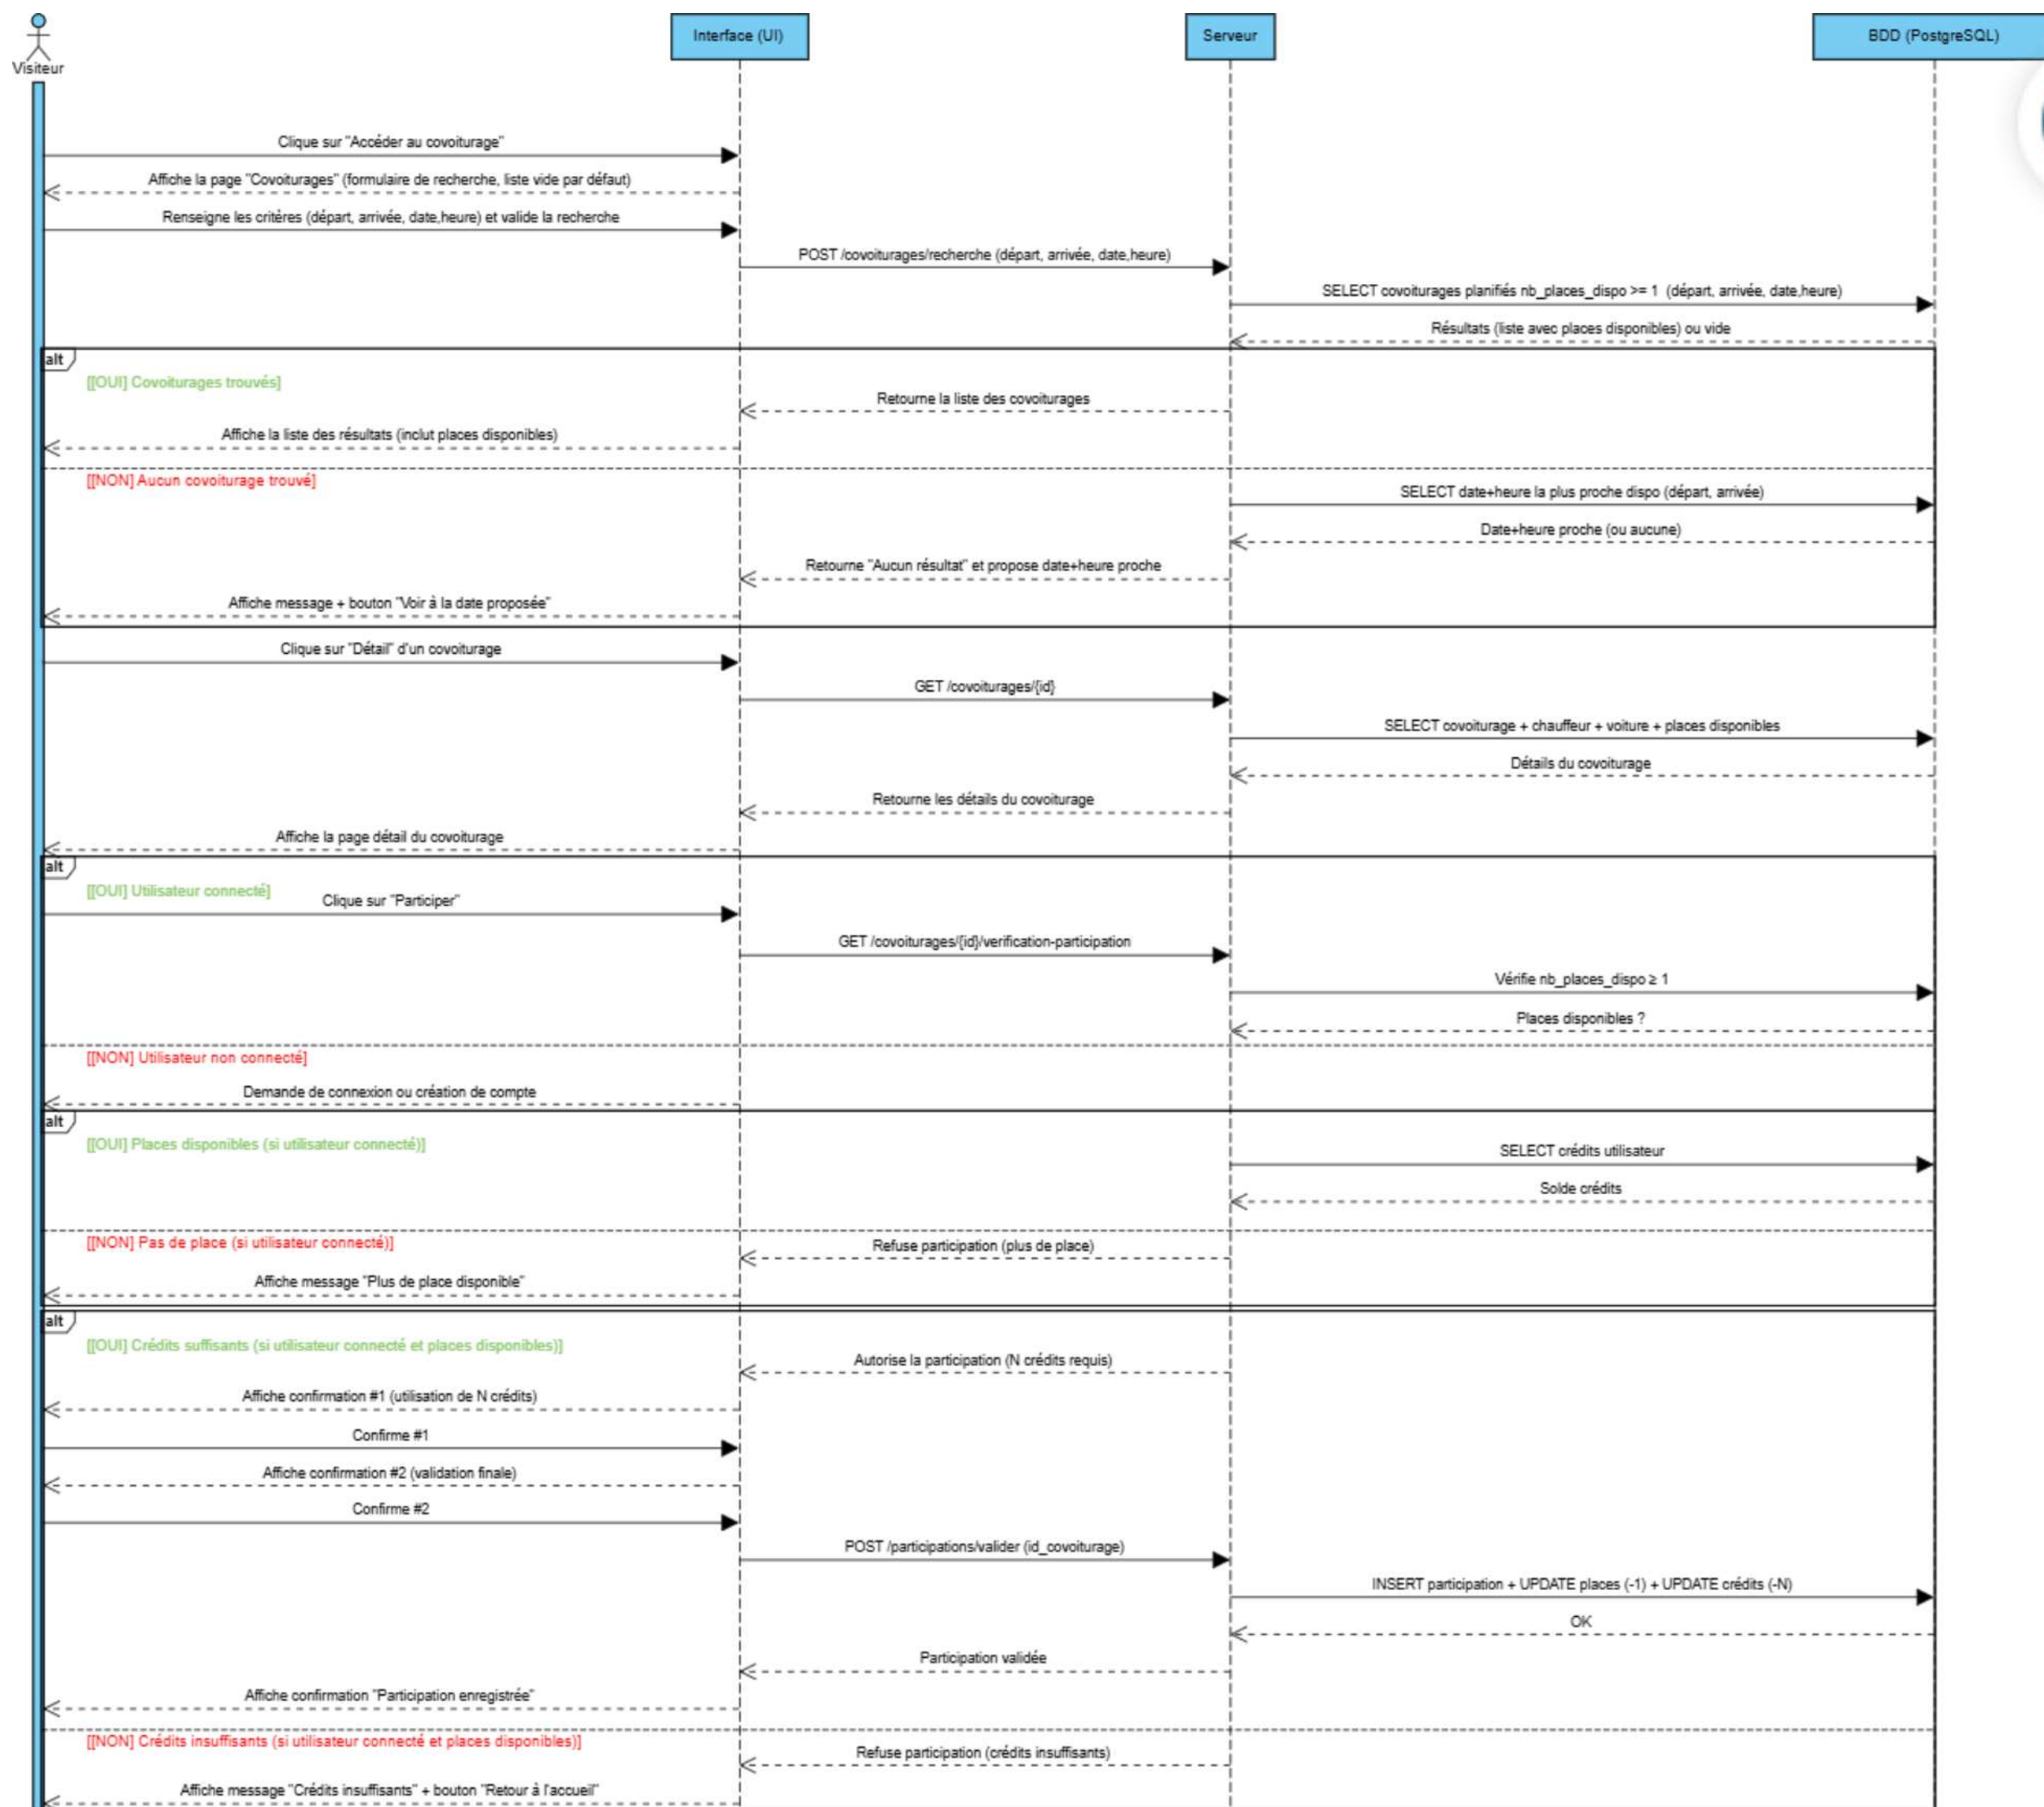 Visiteur
Interface (UI)
Serveur
BDD (PostgreSQL)
Clique sur "Accéder au covoiturage"
Affiche la page "Covoiturages" (formulaire de recherche, liste vide par défaut)
Renseigne les critères (départ, arrivée, date,heure) et valide la recherche
POST /covoiturages/recherche (départ, arrivée, date,heure)
SELECT covoiturages planifiés nb_places_dispo >= 1 (départ, arrivée, date,heure)
Résultats (liste avec places disponibles) ou vide
alt
[[OUI] Covoiturages trouvés]
Retourne la liste des covoiturages
Affiche la liste des résultats (inclut places disponibles)
[[NON] Aucun covoiturage trouvé]
SELECT date+heure la plus proche dispo (départ, arrivée)
Date+heure proche (ou aucune)
Retourne "Aucun résultat" et propose date+heure proche
Affiche message + bouton "Voir à la date proposée"
Clique sur "Détail" d'un covoiturage
GET /covoiturages/{id}
SELECT covoiturage + chauffeur + voiture + places disponibles
Détails du covoiturage
Retourne les détails du covoiturage
Affiche la page détail du covoiturage
alt
[[OUI] Utilisateur connecté]
Clique sur "Participer"
GET /covoiturages/{id}/verification-participation
Vérifie nb_places_dispo ≥ 1
Places disponibles ?
[[NON] Utilisateur non connecté]
Demande de connexion ou création de compte
alt
[[OUI] Places disponibles (si utilisateur connecté)]
SELECT crédits utilisateur
Solde crédits
[[NON] Pas de place (si utilisateur connecté)]
Refuse participation (plus de place)
Affiche message "Plus de place disponible"
alt
[[OUI] Crédits suffisants (si utilisateur connecté et places disponibles)]
Autorise la participation (N crédits requis)
Affiche confirmation #1 (utilisation de N crédits)
Confirme #1
Affiche confirmation #2 (validation finale)
Confirme #2
POST /participations/valider (id_covoiturage)
INSERT participation + UPDATE places (-1) + UPDATE crédits (-N)
OK
Participation validée
Affiche confirmation "Participation enregistrée"
[[NON] Crédits insuffisants (si utilisateur connecté et places disponibles)]
Refuse participation (crédits insuffisants)
Affiche message "Crédits insuffisants" + bouton "Retour à l'accueil"